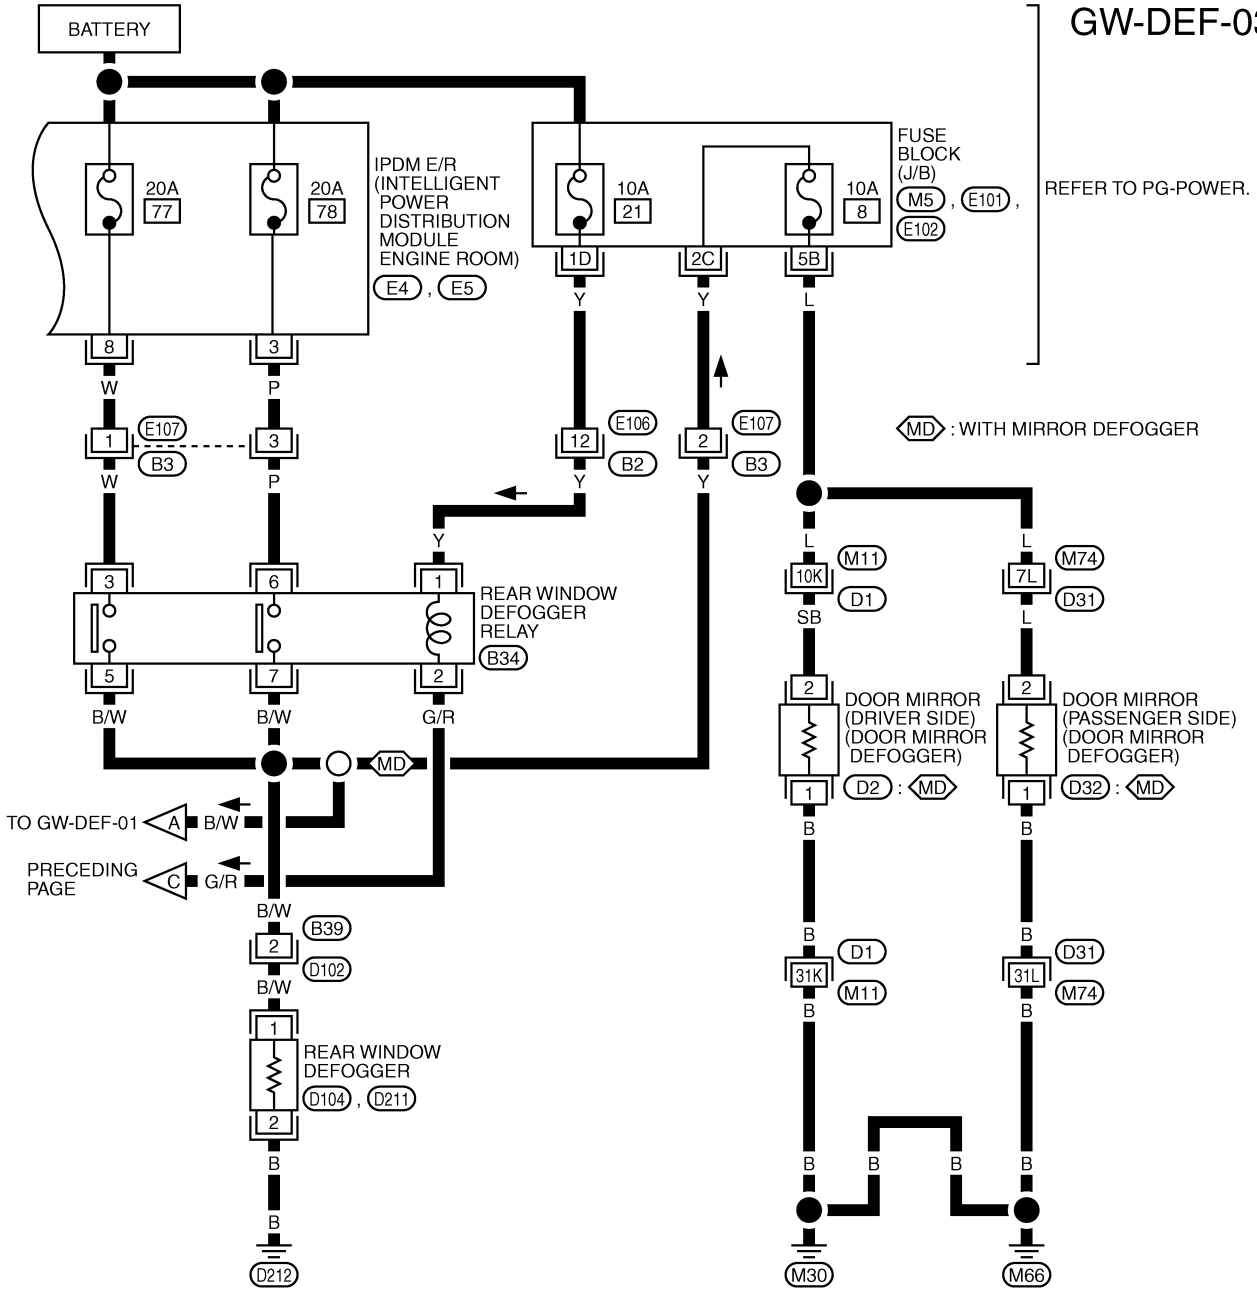 GW-DEF-03
BATTERY
20A
77
20A
78
IPDM E/R
(INTELLIGENT
POWER
DISTRIBUTION
MODULE
ENGINE ROOM)
E4 , E5
10A
21
10A
8
FUSE
BLOCK
(J/B)
M5 , E101 ,
E102
REFER TO PG-POWER.
1D 2C 5B
Y Y L
8 3
W P
1 E107 3
B3
W P
12 E106
B2
Y
2 E107
B3
Y
MD : WITH MIRROR DEFOGGER
Y
L L
10K M11
D1
7L M74
D31
SB L
3 6 1
REAR WINDOW
DEFOGGER
RELAY
B34
5 7 2
B/W B/W G/R
MD
2
DOOR MIRROR
(DRIVER SIDE)
(DOOR MIRROR
DEFOGGER)
D2 : MD
1
2
DOOR MIRROR
(PASSENGER SIDE)
(DOOR MIRROR
DEFOGGER)
D32 : MD
1
TO GW-DEF-01 A B/W
PRECEDING
PAGE
C G/R
B B
B/W
2 B39
D102
B/W
B B
31K D1
M11
31L D31
M74
B B
1
REAR WINDOW
DEFOGGER
D104 , D211
2
B
B
D212
B B B B
M30 M66